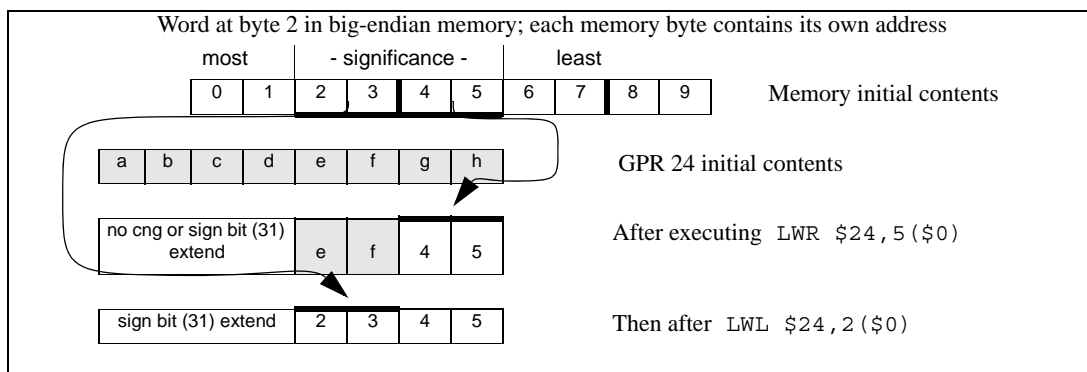 Word at byte 2 in big-endian memory; each memory byte contains its own address
most - significance - least
0 1 2 3 4 5 6 7 8 9 Memory initial contents
a b c d e f g h GPR 24 initial contents
no cng or sign bit (31)
extend
e f 4 5 After executing LWR $24,5($0)
sign bit (31) extend 2 3 4 5 Then after LWL $24,2($0)